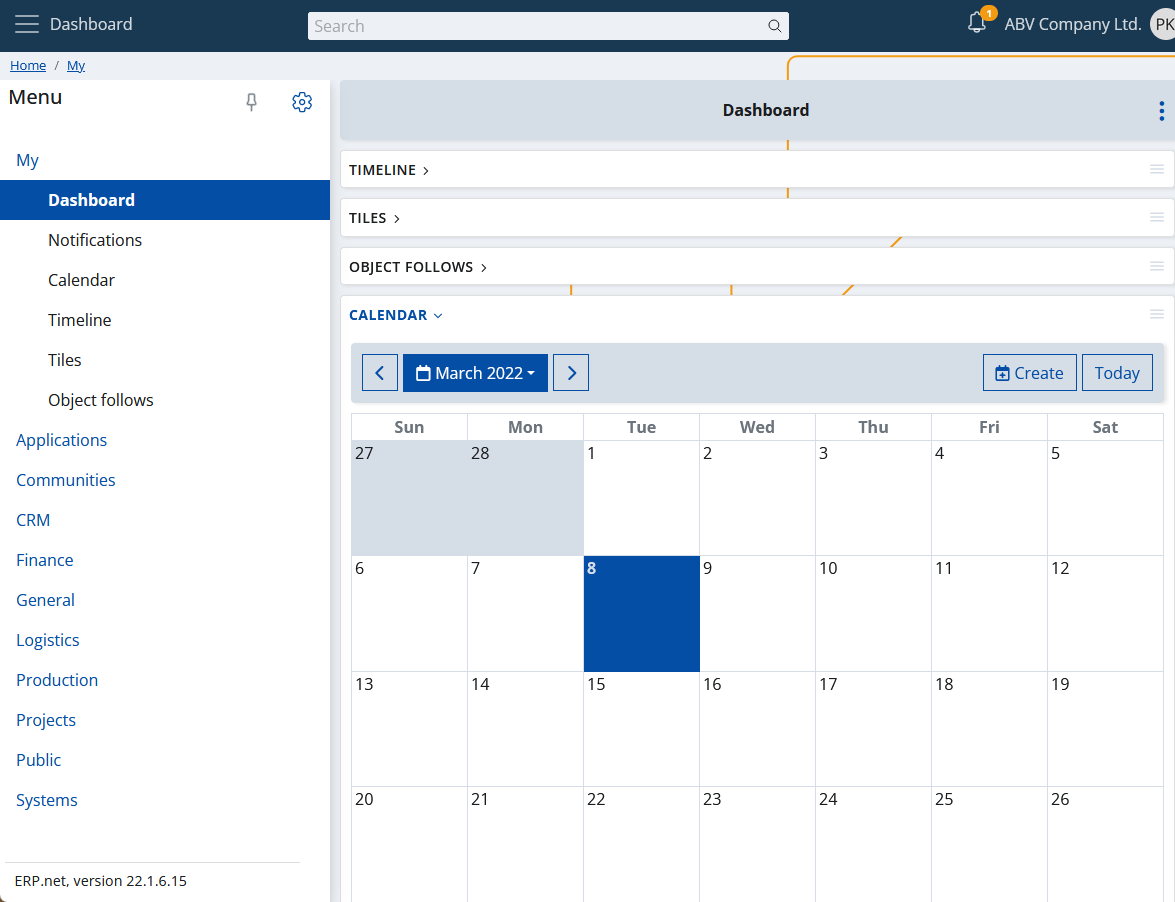 Dashboard
Search
1
ABV Company Ltd.
PK
Home / My
Menu
My
Dashboard
Notifications
Calendar
Timeline
Tiles
Object follows
Applications
Communities
CRM
Finance
General
Logistics
Production
Projects
Public
Systems
ERP.net, version 22.1.6.15
Dashboard
TIMELINE
TILES
OBJECT FOLLOWS
CALENDAR
March 2022
Create
Today
Sun Mon Tue Wed Thu Fri Sat
27 28 1 2 3 4 5
6 7 8 9 10 11 12
13 14 15 16 17 18 19
20 21 22 23 24 25 26